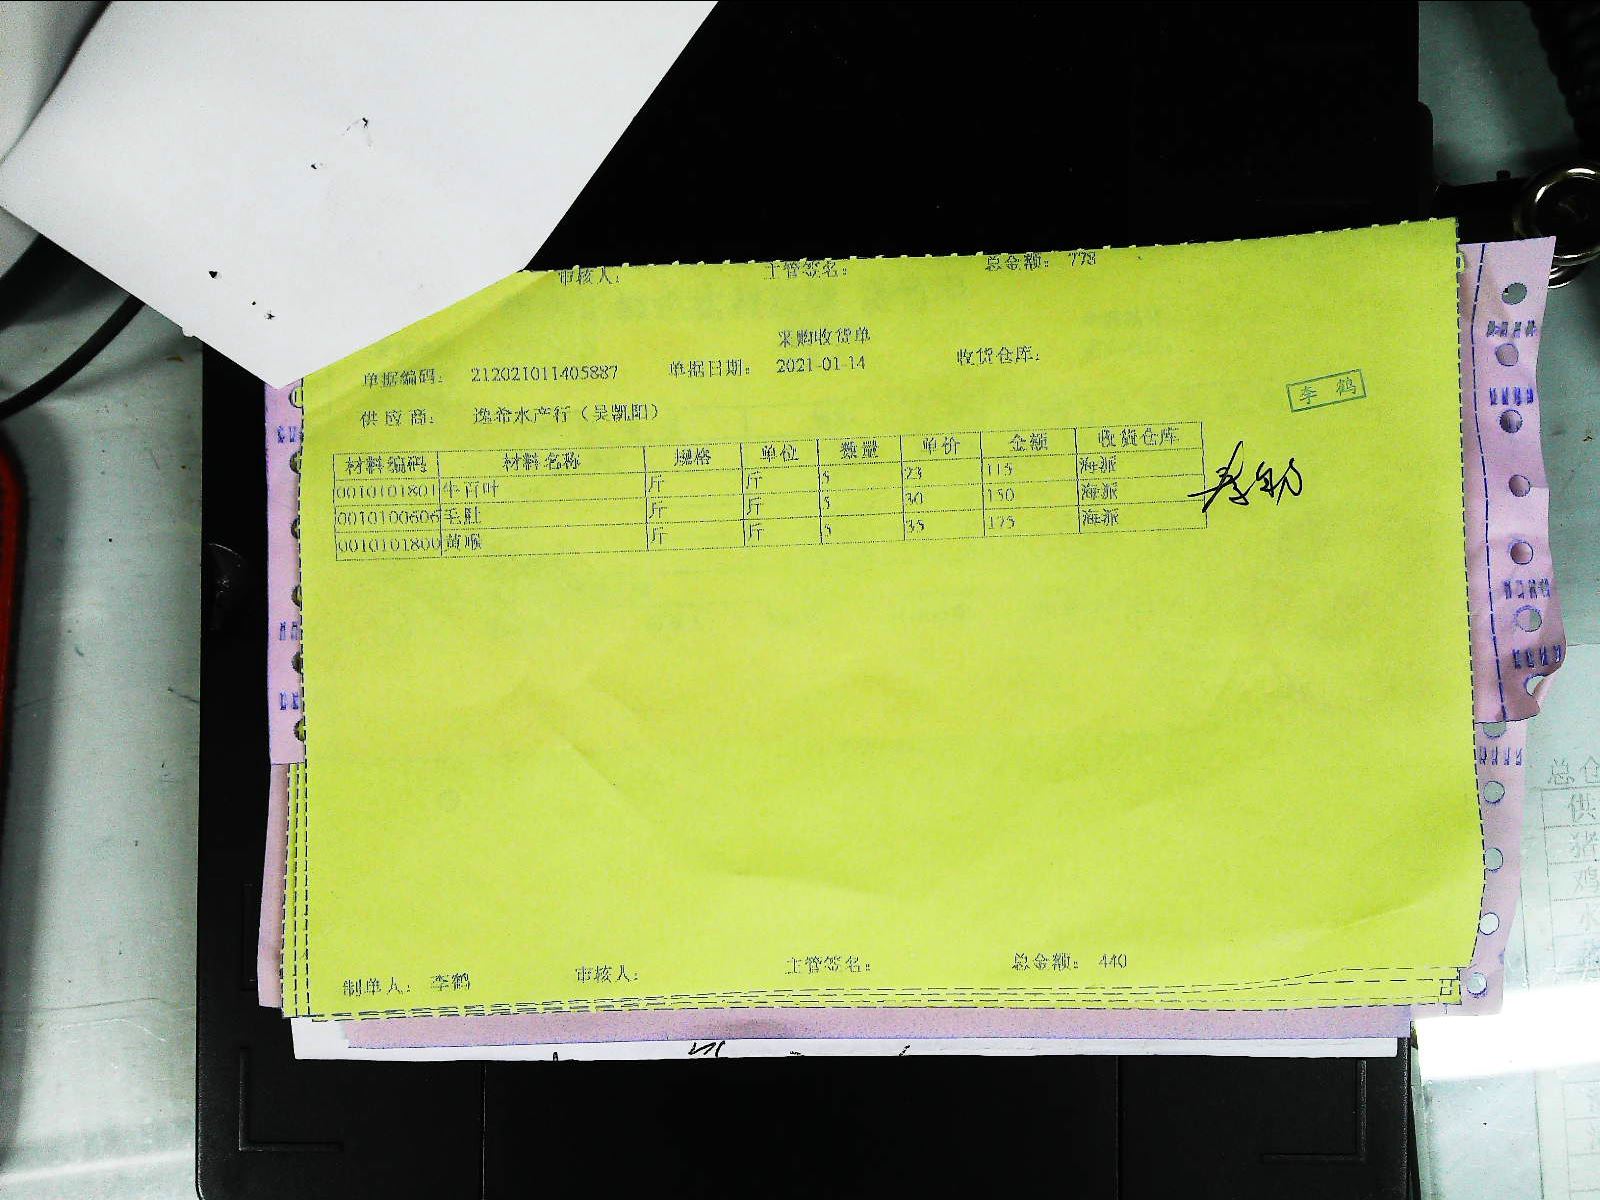 审核人： 主管签名： 总金额： 778
采购收货单
单据编码： 212021011405887 单据日期： 2021-01-14 收货仓库：
李鹤
供应商： 逸希水产行（吴凯阳）
材料编码 材料名称 规格 单位 数量 单价 金额 收货仓库
0010101801 牛百叶 斤 斤 5 23 115 海派
0010100606 毛肚 斤 斤 5 30 150 海派
0010101800 黄喉 斤 斤 5 35 175 海派
制单人： 李鹤 审核人： 主管签名： 总金额： 440
总仓
供
猪
鸡
水